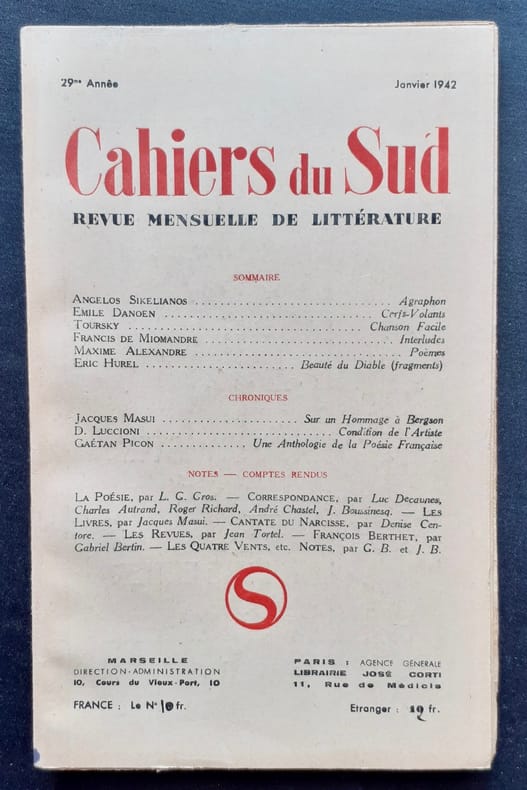 29me Année Janvier 1942
Cahiers du Sud
REVUE MENSUELLE DE LITTÉRATURE
SOMMAIRE
ANGELOS SIKELIANOS ........................................ Agraphon
EMILE DANOEN ........................................ Cerfs-Volants
TOURSKY ........................................ Chanson Facile
FRANCIS DE MIOMANDRE ........................................ Interludes
MAXIME ALEXANDRE ........................................ Poèmes
ERIC HUREL ........................ Beauté du Diable (fragments)
CHRONIQUES
JACQUES MASUI ...................... Sur un Hommage à Bergson
D. LUCCIONI ................................ Condition de l'Artiste
GAËTAN PICON .............. Une Anthologie de la Poésie Française
NOTES — COMPTES RENDUS
LA POÉSIE, par L. G. Gros. — CORRESPONDANCE, par Luc Decaunes,
Charles Autrand, Roger Richard, André Chastel, J. Boussinesq. — LES
LIVRES, par Jacques Masui. — CANTATE DU NARCISSE, par Denise Cen-
tore. — LES REVUES, par Jean Tortel. — FRANÇOIS BERTHET, par
Gabriel Bertin. — LES QUATRE VENTS, etc. NOTES, par G. B. et J. B.
S
MARSEILLE
DIRECTION-ADMINISTRATION
10, Cours du Vieux-Port, 10
FRANCE : Le N° 10 fr.
PARIS : AGENCE GÉNÉRALE
LIBRAIRIE JOSÉ CORTI
11, Rue de Médicis
Etranger : 12 fr.